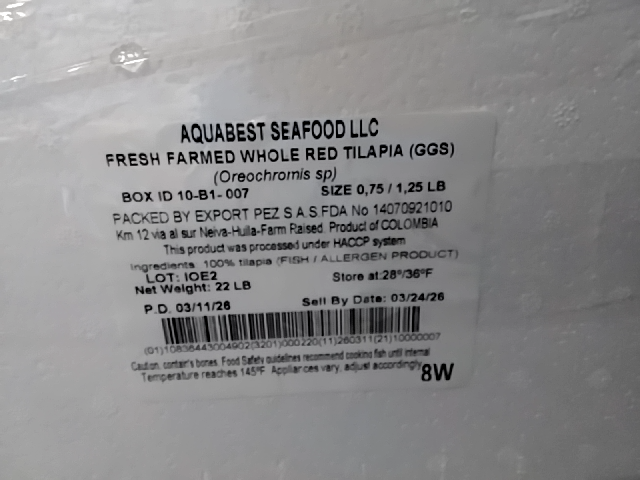 AQUABEST SEAFOOD LLC
FRESH FARMED WHOLE RED TILAPIA (GGS)
(Oreochromis sp)
BOX ID 10-B1-007 SIZE 0,75 / 1,25 LB
PACKED BY EXPORT PEZ S.A.S.FDA No 14070921010
Km 12 via al sur Neiva-Huila-Farm Raised. Product of COLOMBIA
This product was processed under HACCP system
Ingredients: 100% tilapia (FISH / ALLERGEN PRODUCT)
LOT: IOE2 Store at:28°/36°F
Net Weight: 22 LB
P.D. 03/11/26 Sell By Date: 03/24/26
(01)10836443004902(3201)000220(11)260311(21)10000007
Caution, contain's bones. Food Safety guidelines recommend cooking fish until internal
Temperature reaches 145°F. Appliances vary, adjust accordingly.
8W